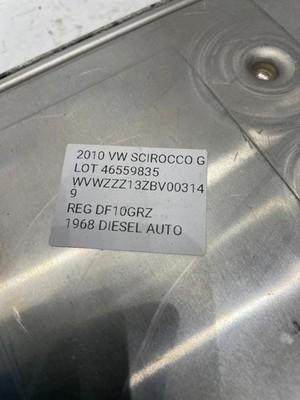 2010 VW SCIROCCO G
LOT 46559835
WVWZZZ13ZBV00314
9
REG DF10GRZ
1968 DIESEL AUTO